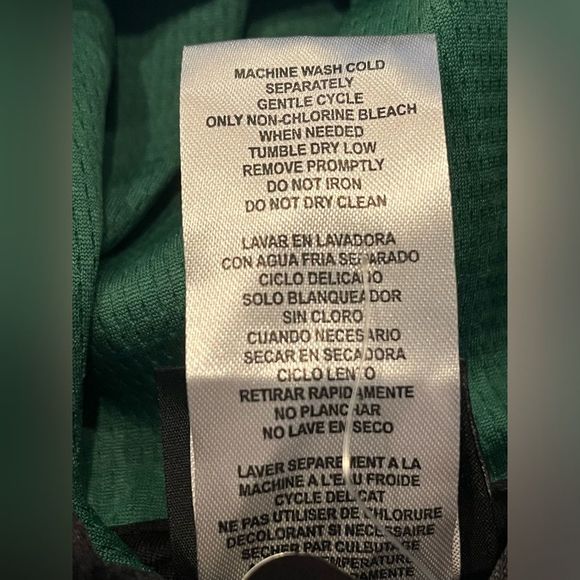 MACHINE WASH COLD
SEPARATELY
GENTLE CYCLE
ONLY NON-CHLORINE BLEACH
WHEN NEEDED
TUMBLE DRY LOW
REMOVE PROMPTLY
DO NOT IRON
DO NOT DRY CLEAN
LAVAR EN LAVADORA
CON AGUA FRIA SEPARADO
CICLO DELICADO
SOLO BLANQUEADOR
SIN CLORO
CUANDO NECESARIO
SECAR EN SECADORA
CICLO LENTO
RETIRAR RAPIDAMENTE
NO PLANCHAR
NO LAVE EN SECO
LAVER SEPAREMENT A LA
MACHINE A L'EAU FROIDE
CYCLE DELICAT
NE PAS UTILISER DE CHLORURE
DECOLORANT SI NECESSAIRE
SECHER PAR CULBUTAGE